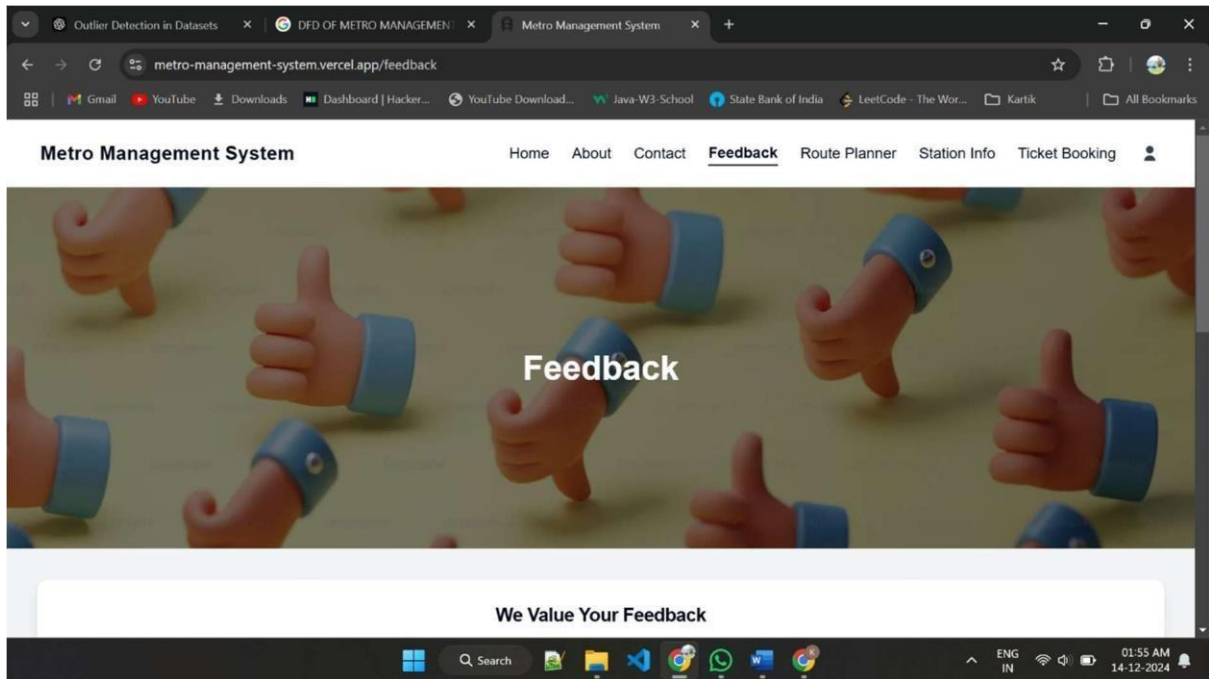 Outlier Detection in Datasets
DFD OF METRO MANAGEMENT
Metro Management System
metro-management-system.vercel.app/feedback
Gmail YouTube Downloads Dashboard | Hacker... YouTube Download... Java-W3-School State Bank of India LeetCode - The Wor... Kartik All Bookmarks
Metro Management System Home About Contact Feedback Route Planner Station Info Ticket Booking
Feedback
We Value Your Feedback
Search
ENG
IN
01:55 AM
14-12-2024